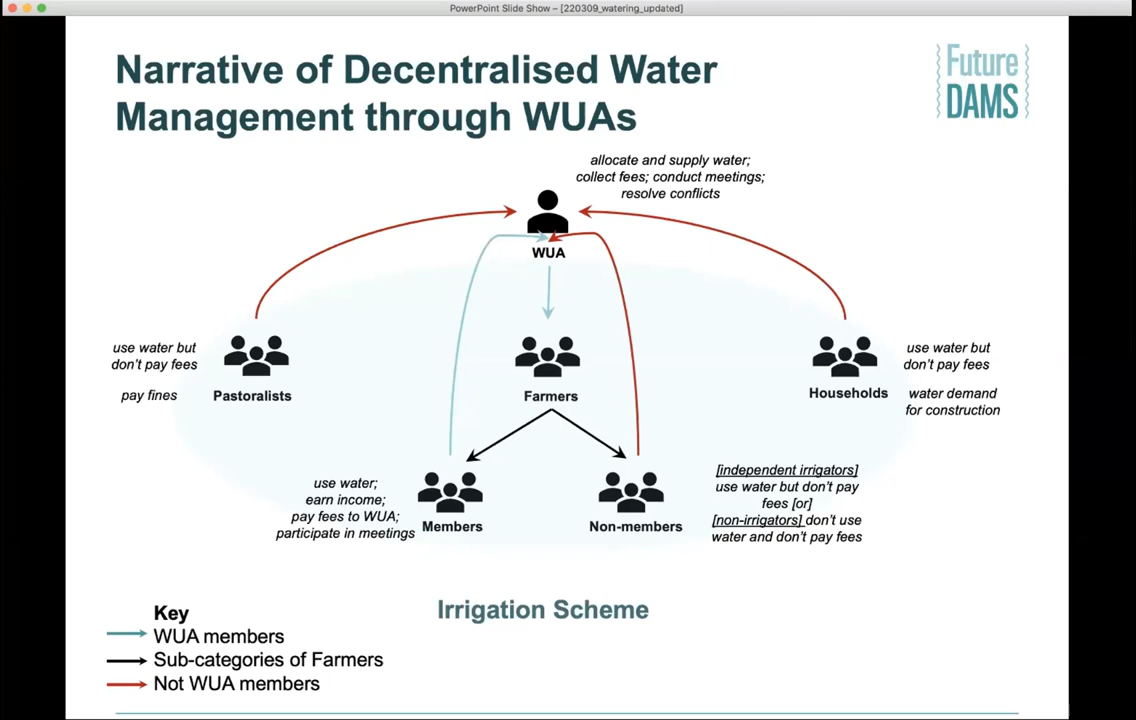 PowerPoint Slide Show – [220309_watering_updated]
Narrative of Decentralised Water
Management through WUAs
Future
DAMS
allocate and supply water;
collect fees; conduct meetings;
resolve conflicts
WUA
use water but
don't pay fees
pay fines
Pastoralists
Farmers
Households
use water but
don't pay fees
water demand
for construction
use water;
earn income;
pay fees to WUA;
participate in meetings
Members
Non-members
[independent irrigators]
use water but don't pay
fees [or]
[non-irrigators] don't use
water and don't pay fees
Irrigation Scheme
Key
WUA members
Sub-categories of Farmers
Not WUA members